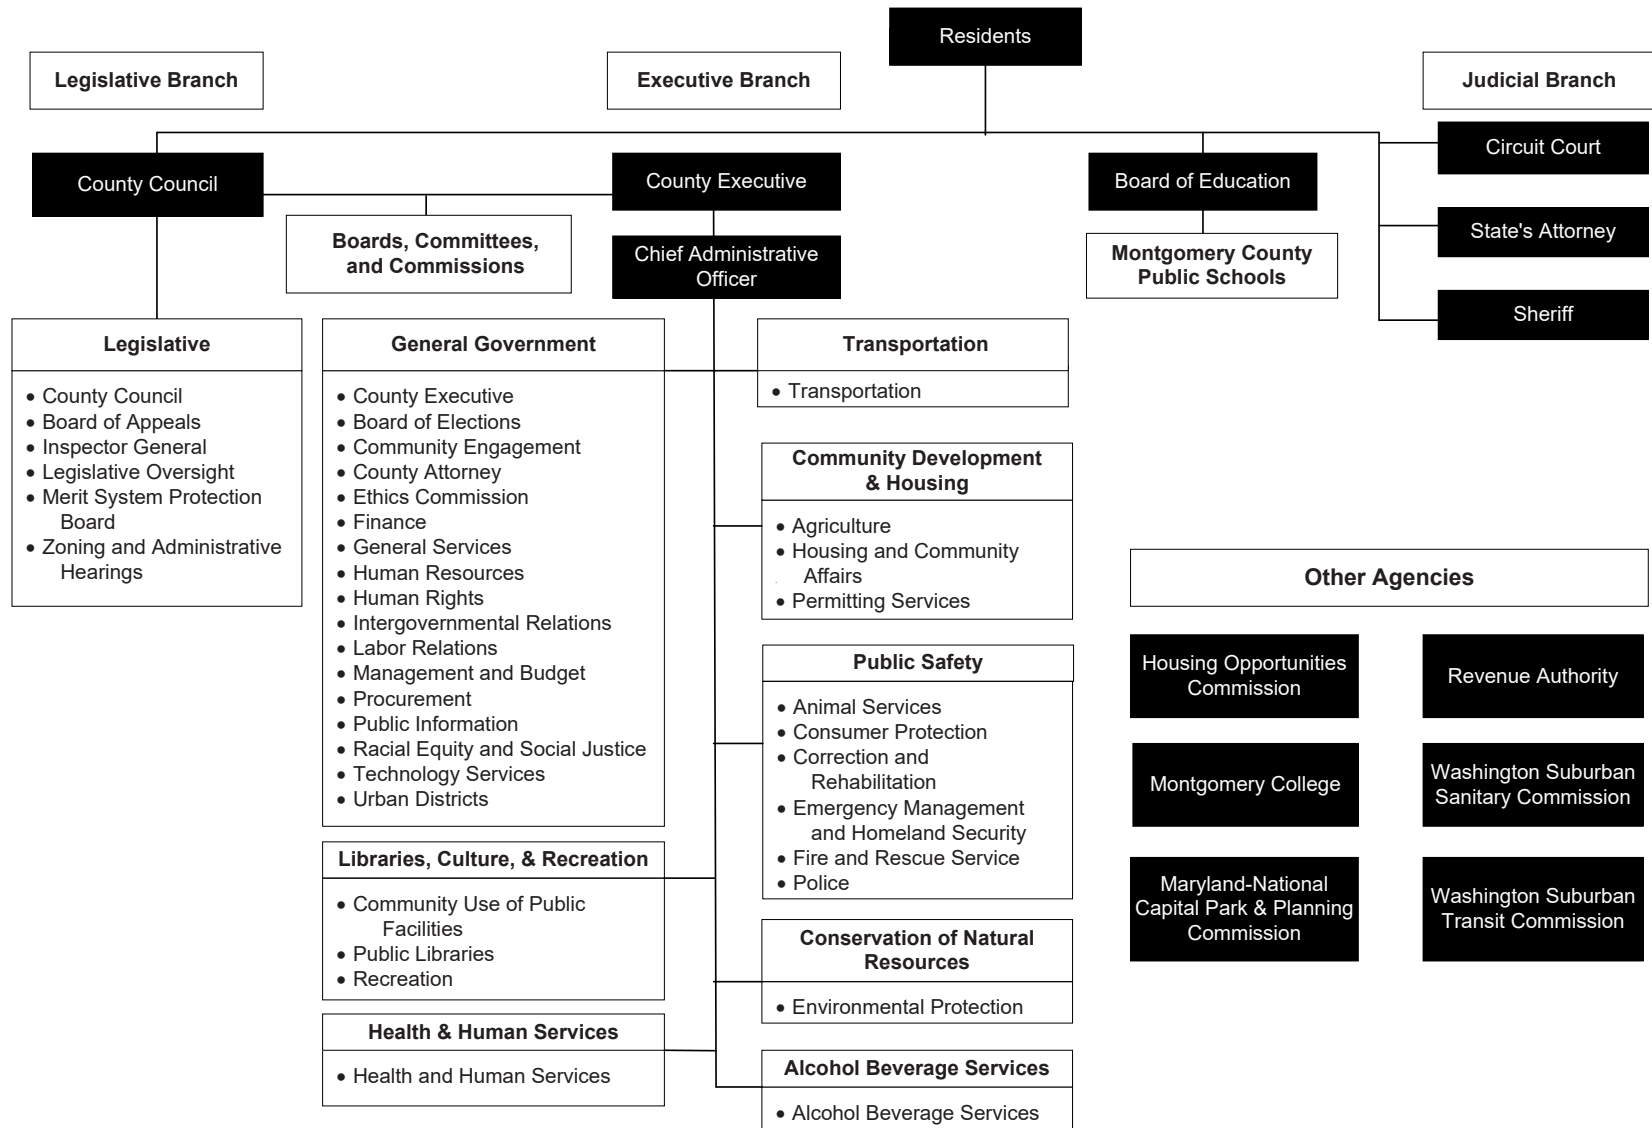 Residents
Legislative Branch
Executive Branch
Judicial Branch
County Council
County Executive
Board of Education
Circuit Court
State's Attorney
Sheriff
Boards, Committees,
and Commissions
Chief Administrative
Officer
Montgomery County
Public Schools
Legislative
• County Council
• Board of Appeals
• Inspector General
• Legislative Oversight
• Merit System Protection
Board
• Zoning and Administrative
Hearings
General Government
• County Executive
• Board of Elections
• Community Engagement
• County Attorney
• Ethics Commission
• Finance
• General Services
• Human Resources
• Human Rights
• Intergovernmental Relations
• Labor Relations
• Management and Budget
• Procurement
• Public Information
• Racial Equity and Social Justice
• Technology Services
• Urban Districts
Libraries, Culture, & Recreation
• Community Use of Public
Facilities
• Public Libraries
• Recreation
Health & Human Services
• Health and Human Services
Transportation
• Transportation
Community Development
& Housing
• Agriculture
• Housing and Community
Affairs
• Permitting Services
Public Safety
• Animal Services
• Consumer Protection
• Correction and
Rehabilitation
• Emergency Management
and Homeland Security
• Fire and Rescue Service
• Police
Conservation of Natural
Resources
• Environmental Protection
Alcohol Beverage Services
• Alcohol Beverage Services
Other Agencies
Housing Opportunities
Commission
Revenue Authority
Montgomery College
Washington Suburban
Sanitary Commission
Maryland-National
Capital Park & Planning
Commission
Washington Suburban
Transit Commission